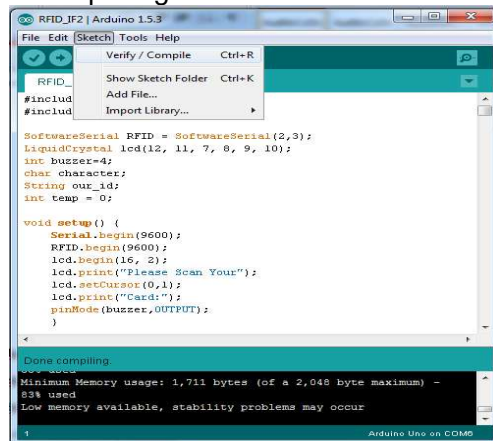 RFID_IF2 | Arduino 1.5.3
File Edit Sketch Tools Help
Verify / Compile Ctrl+R
RFID_
Show Sketch Folder Ctrl+K
Add File...
Import Library...
#includ
#includ
SoftwareSerial RFID = SoftwareSerial(2,3);
LiquidCrystal lcd(12, 11, 7, 8, 9, 10);
int buzzer=4;
char character;
String our_id;
int temp = 0;
void setup() {
Serial.begin(9600);
RFID.begin(9600);
lcd.begin(16, 2);
lcd.print("Please Scan Your");
lcd.setCursor(0,1);
lcd.print("Card:");
pinMode(buzzer,OUTPUT);
}
Done compiling.
Minimum Memory usage: 1,711 bytes (of a 2,048 byte maximum) -
83% used
Low memory available, stability problems may occur
1 Arduino Uno on COM6